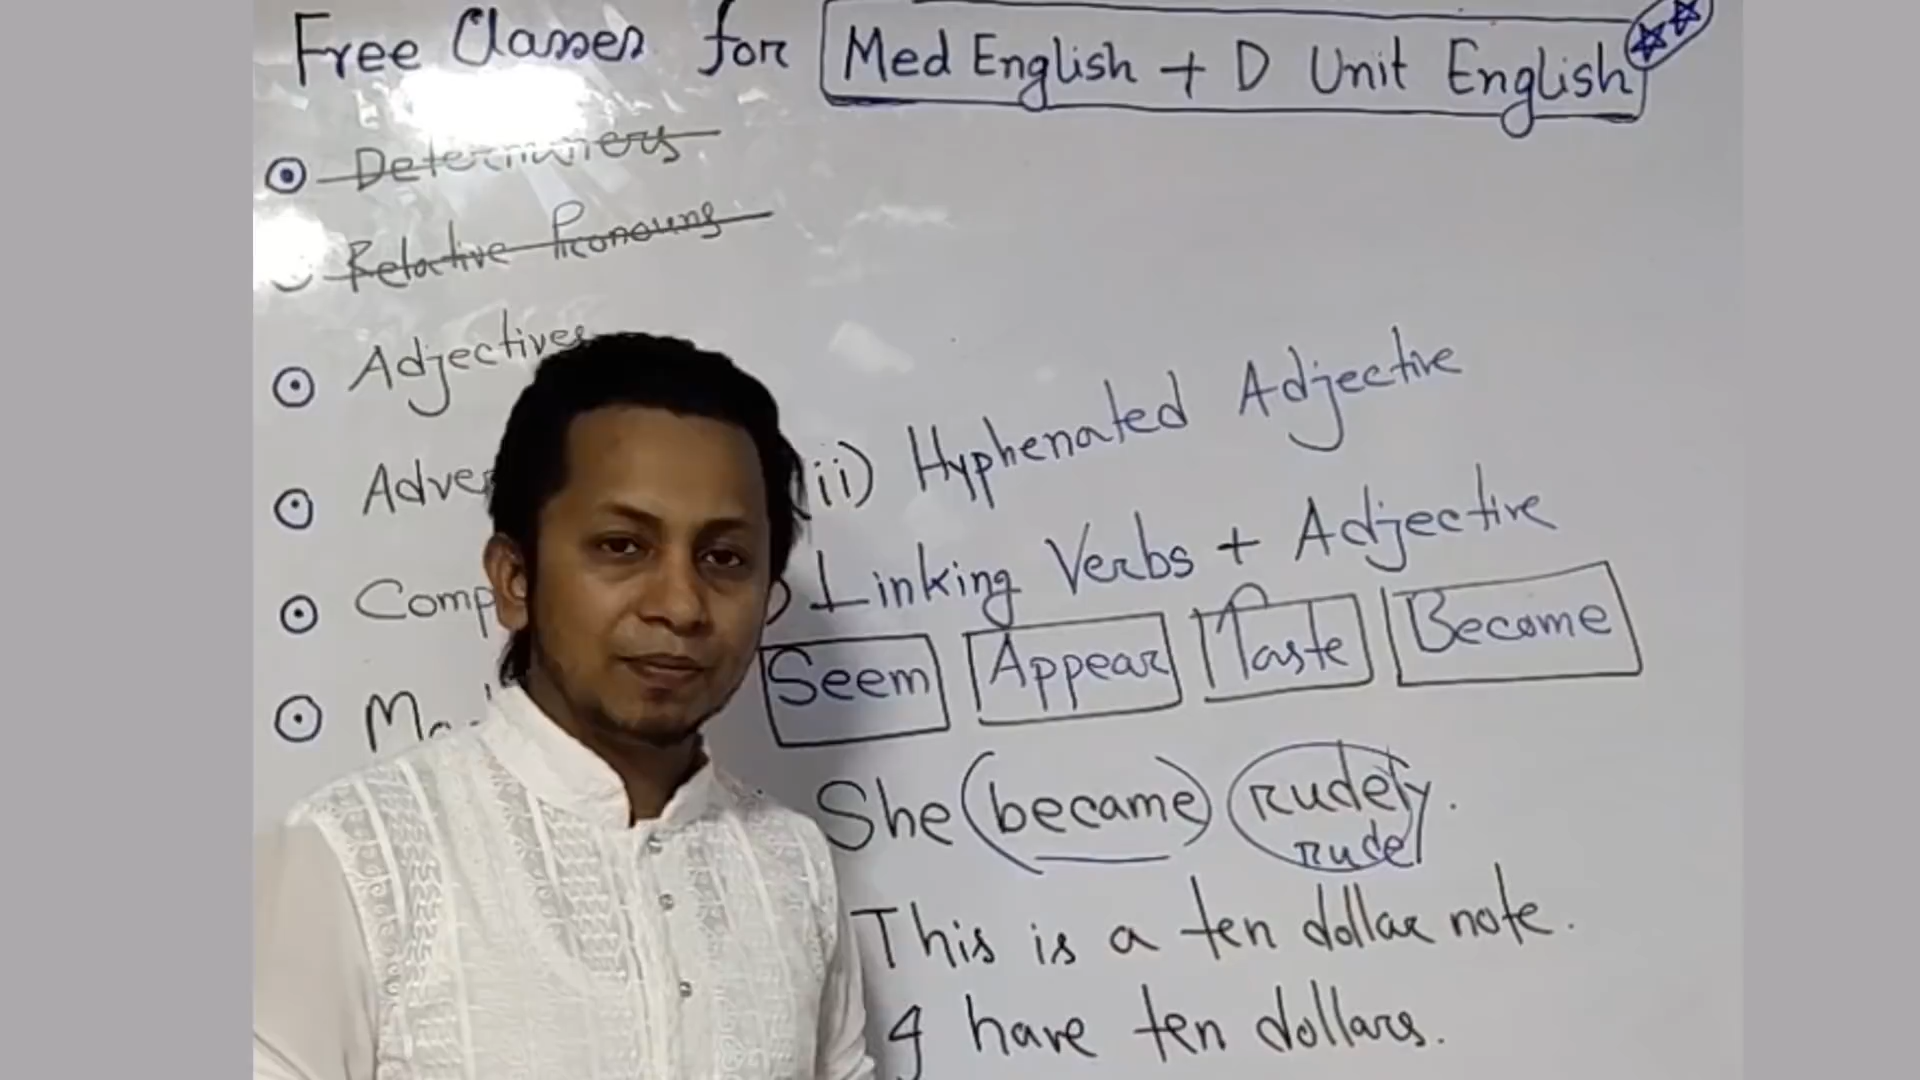 Free Classes for Med English + D Unit English
Determiners
Relative Pronouns
Adjectives
Adve
Comp
ii) Hyphenated Adjective
) Linking Verbs + Adjective
Seem Appear Taste Become
She became rudely.
rude
This is a ten dollar note.
I have ten dollars.